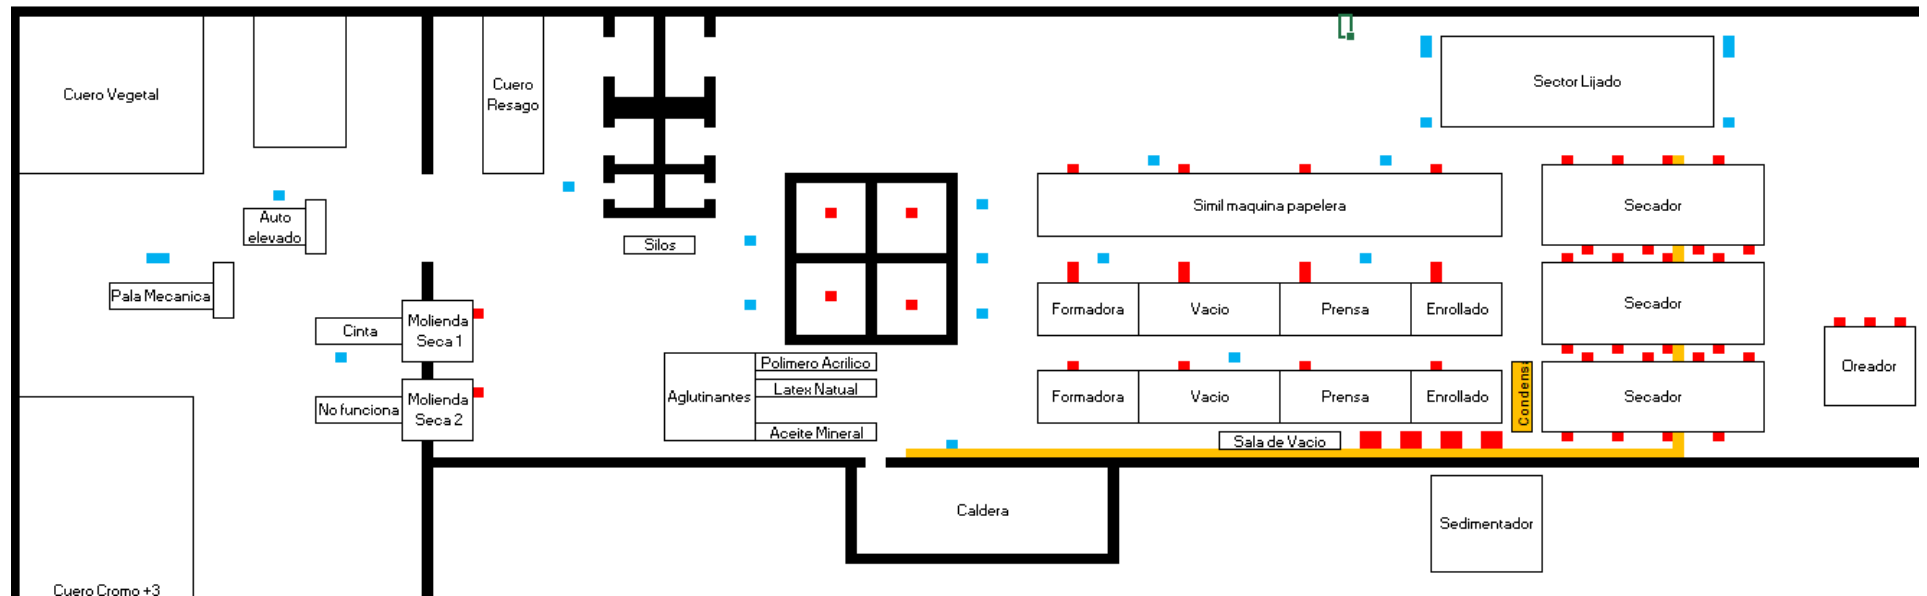 Cuero Vegetal
Cuero
Resago
Sector Lijado
Auto
elevado
Silos
Simil maquina papelera
Secador
Pala Mecanica
Cinta
Molienda
Seca 1
Formadora
Vacio
Prensa
Enrollado
Secador
No funciona
Molienda
Seca 2
Aglutinantes
Polimero Acrilico
Latex Natual
Aceite Mineral
Formadora
Vacio
Prensa
Enrollado
Condens
Secador
Oreador
Sala de Vacio
Caldera
Sedimentador
Cuero Cromo +3